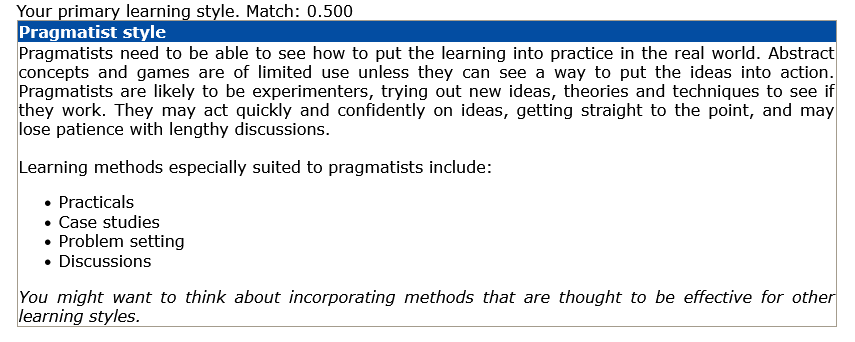 Your primary learning style. Match: 0.500
Pragmatist style
Pragmatists need to be able to see how to put the learning into practice in the real world. Abstract
concepts and games are of limited use unless they can see a way to put the ideas into action.
Pragmatists are likely to be experimenters, trying out new ideas, theories and techniques to see if
they work. They may act quickly and confidently on ideas, getting straight to the point, and may
lose patience with lengthy discussions.
Learning methods especially suited to pragmatists include:
• Practicals
• Case studies
• Problem setting
• Discussions
You might want to think about incorporating methods that are thought to be effective for other
learning styles.